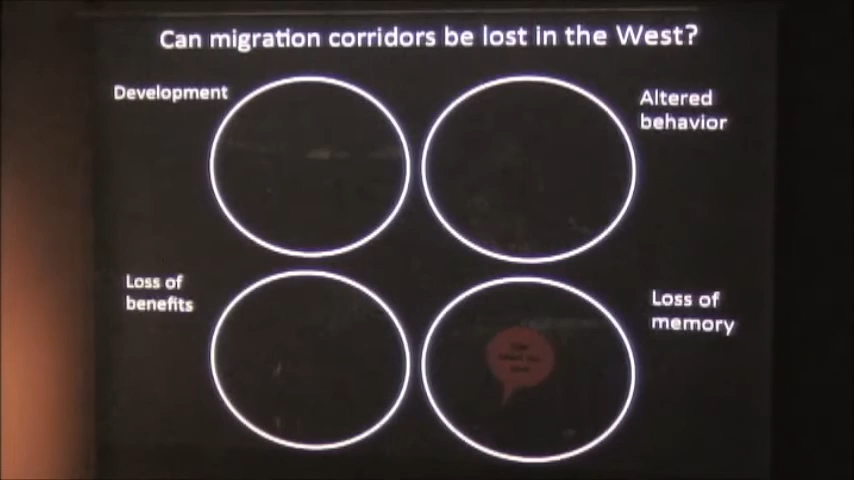 Can migration corridors be lost in the West?
Development
Altered
behavior
Loss of
benefits
Loss of
memory